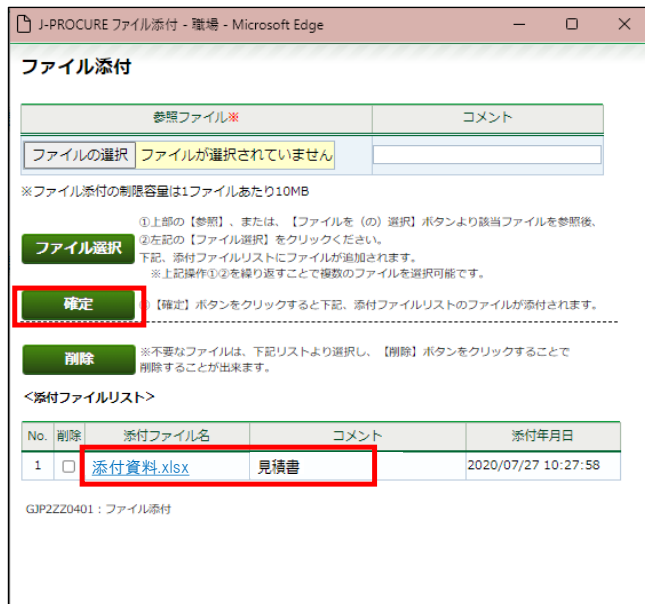 J-PROCURE ファイル添付 - 職場 - Microsoft Edge
ファイル添付
参照ファイル※ コメント
ファイルの選択 ファイルが選択されていません
※ファイル添付の制限容量は1ファイルあたり10MB
①上部の【参照】、または、【ファイルを（の）選択】ボタンより該当ファイルを参照後、
ファイル選択 ②左記の【ファイル選択】をクリックください。
下記、添付ファイルリストにファイルが追加されます。
※上記操作①②を繰り返すことで複数のファイルを選択可能です。
確定 【確定】ボタンをクリックすると下記、添付ファイルリストのファイルが添付されます。
削除 ※不要なファイルは、下記リストより選択し、【削除】ボタンをクリックすることで
削除することが出来ます。
<添付ファイルリスト>
No. 削除 添付ファイル名 コメント 添付年月日
1 添付資料.xlsx 見積書 2020/07/27 10:27:58
GJP2ZZ0401：ファイル添付